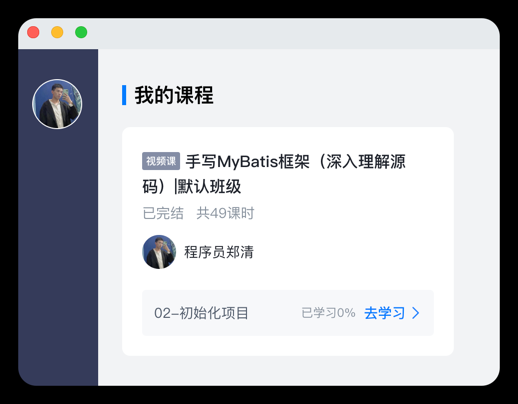 我的课程
视频课 手写MyBatis框架（深入理解源
码）|默认班级
已完结 共49课时
程序员郑清
02-初始化项目 已学习0% 去学习 >